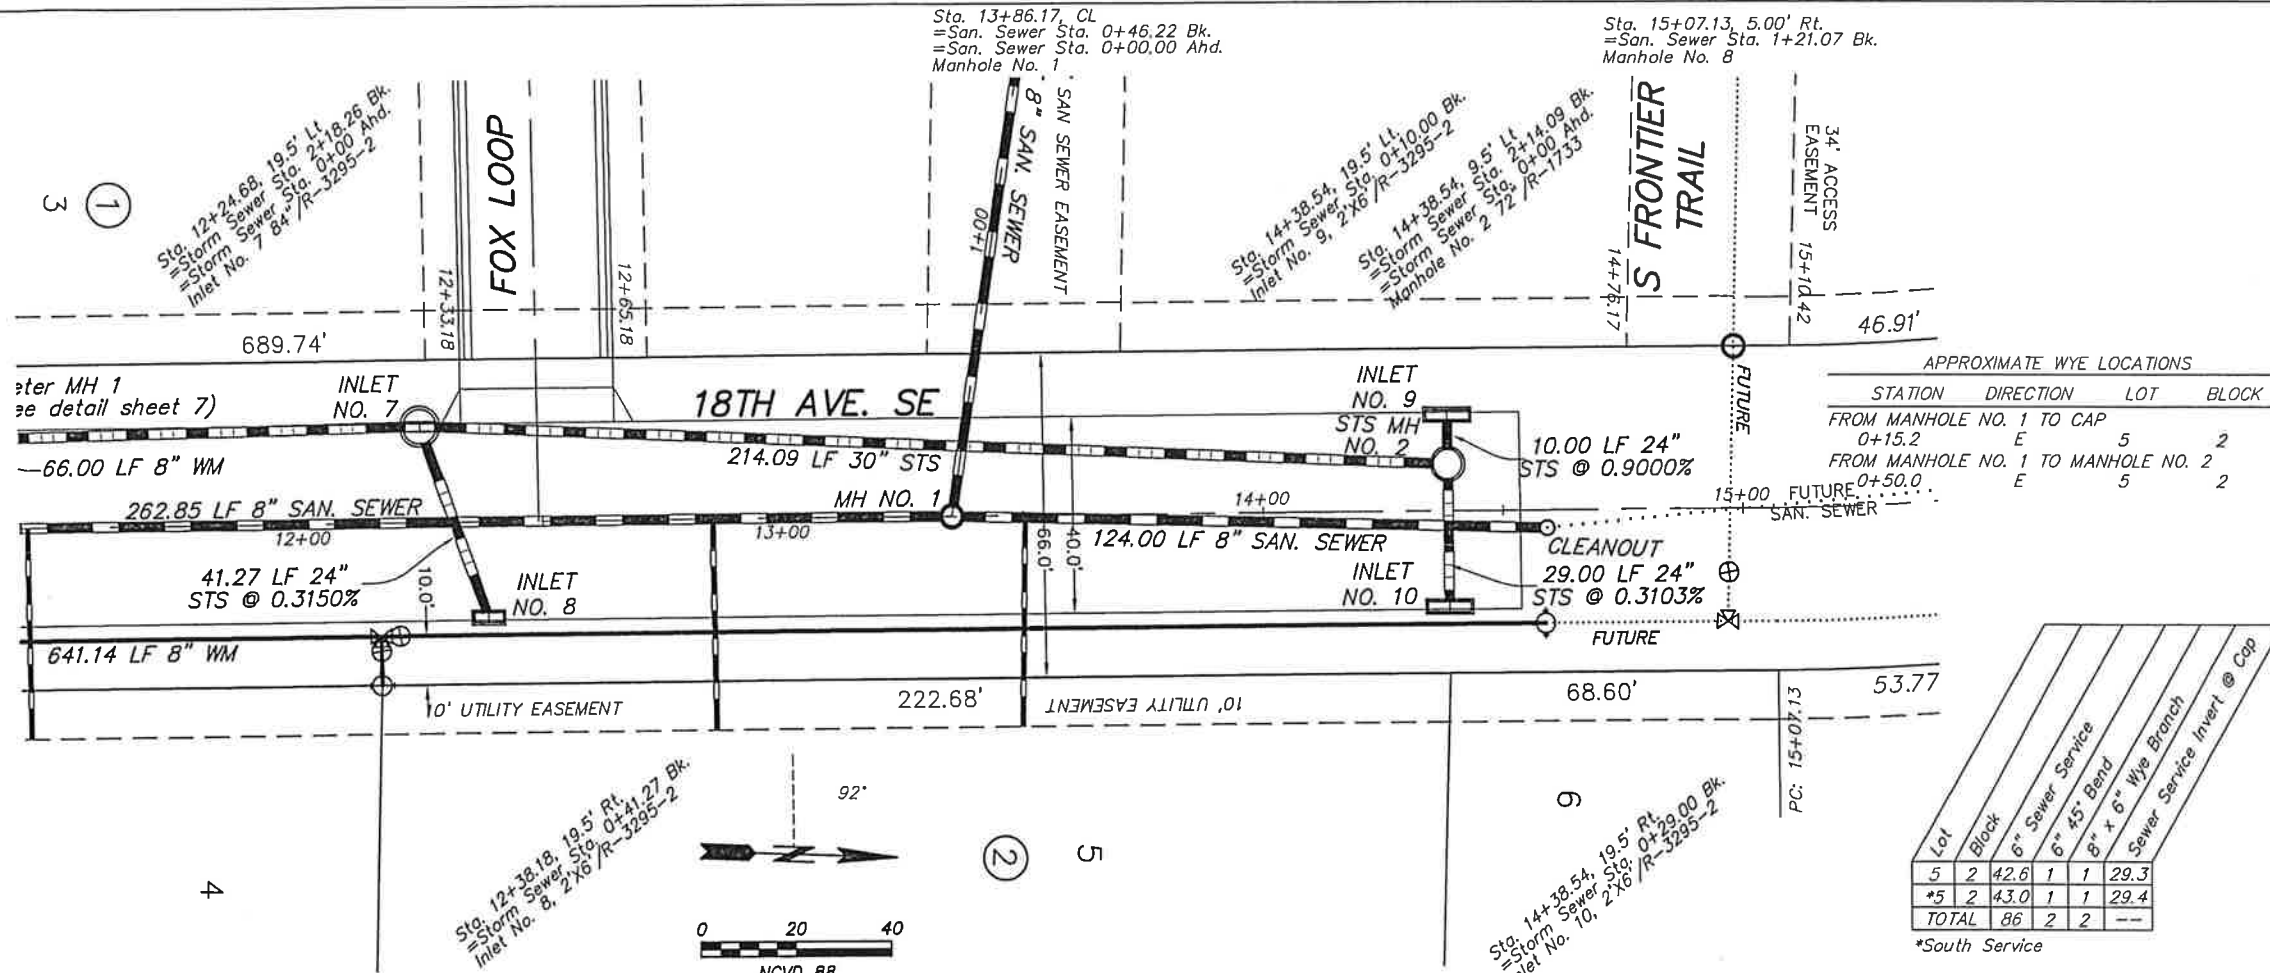 Sta. 13+86.17, CL
=San. Sewer Sta. 0+46.22 Bk.
=San. Sewer Sta. 0+00.00 Ahd.
Manhole No. 1
Sta. 15+07.13, 5.00' Rt.
=San. Sewer Sta. 1+21.07 Bk.
Manhole No. 8
Sta. 12+24.68, 19.5' Lt
=Storm Sewer Sta. 2+18.26 Bk.
=Storm Sewer Sta. 0+00 Ahd.
Inlet No. 7 84"/R-3295-2
3
1
FOX LOOP
12+33.18
12+65.18
8" SAN. SEWER
SAN SEWER EASEMENT
1+00
Sta. 14+38.54, 19.5' Lt.
=Storm Sewer Sta. 0+10.00 Bk.
Inlet No. 9, 2'X6'/R-3295-2
Sta. 14+38.54, 9.5' Lt
=Storm Sewer Sta. 2+14.09 Bk.
=Storm Sewer Sta. 0+00 Ahd.
Manhole No. 2 72"/R-1733
S FRONTIER
TRAIL
14+76.17
34' ACCESS
EASEMENT
15+10.42
689.74'
46.91'
eter MH 1
ee detail sheet 7)
INLET
NO. 7
18TH AVE. SE
INLET
NO. 9
STS MH
NO. 2
10.00 LF 24"
STS @ 0.9000%
FUTURE
66.00 LF 8" WM
214.09 LF 30" STS
262.85 LF 8" SAN. SEWER
MH NO. 1
12+00
13+00
14+00
15+00
FUTURE
SAN. SEWER
124.00 LF 8" SAN. SEWER
CLEANOUT
66.0'
40.0'
41.27 LF 24"
STS @ 0.3150%
10.0'
INLET
NO. 8
INLET
NO. 10
29.00 LF 24"
STS @ 0.3103%
FUTURE
641.14 LF 8" WM
0' UTILITY EASEMENT
222.68'
10' UTILITY EASEMENT
68.60'
53.77
PC: 15+07.13
APPROXIMATE WYE LOCATIONS
STATION DIRECTION LOT BLOCK
FROM MANHOLE NO. 1 TO CAP
0+15.2 E 5 2
FROM MANHOLE NO. 1 TO MANHOLE NO. 2
0+50.0 E 5 2
4
Sta. 12+38.18, 19.5' Rt.
=Storm Sewer Sta. 0+41.27 Bk.
Inlet No. 8, 2'X6'/R-3295-2
92°
N
2
5
6
0 20 40
NGVD 88
Sta. 14+38.54, 19.5' Rt.
=Storm Sewer Sta. 0+29.00 Bk.
Inlet No. 10, 2'X6'/R-3295-2
Lot Block 6" Sewer Service 6" 45° Bend 8" x 6" Wye Branch Sewer Service Invert @ Cap
5 2 42.6 1 1 29.3
*5 2 43.0 1 1 29.4
TOTAL 86 2 2 --
*South Service